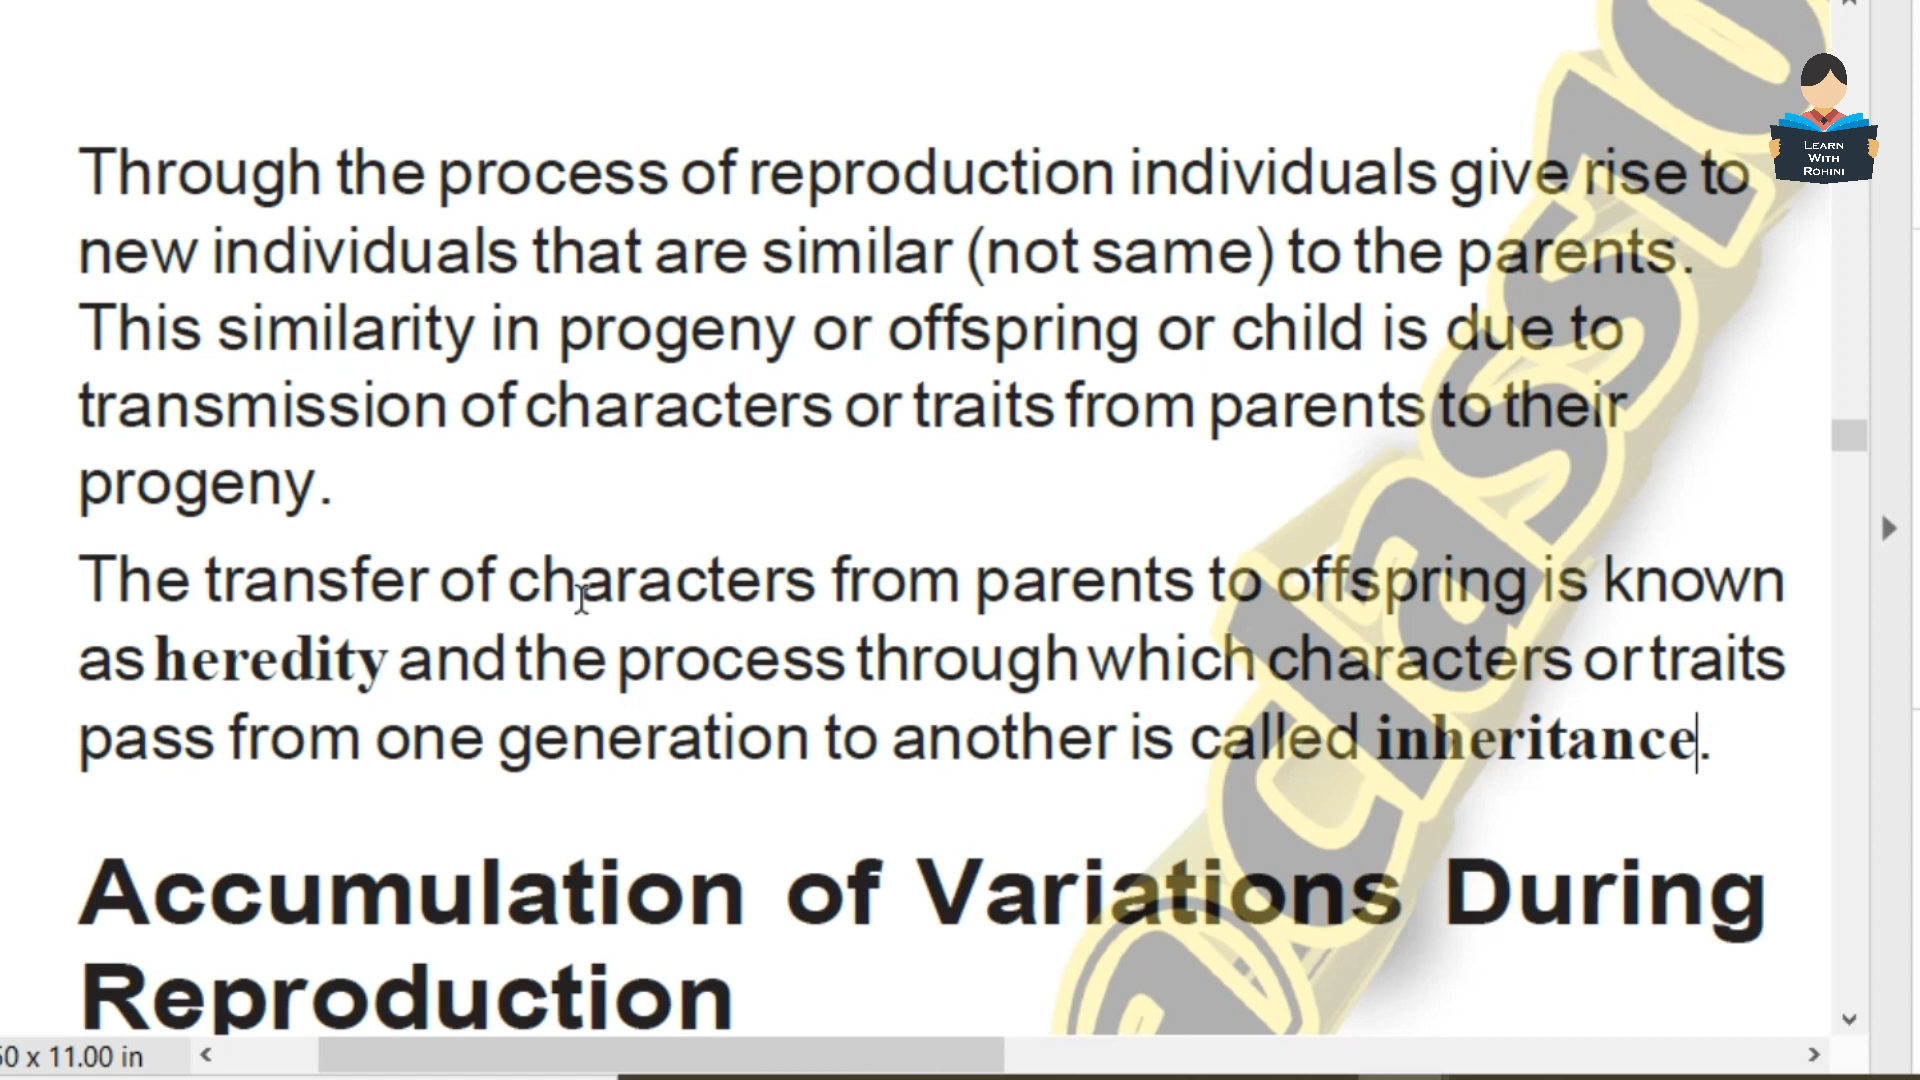 LEARN
WITH
ROHINI
Through the process of reproduction individuals give rise to
new individuals that are similar (not same) to the parents.
This similarity in progeny or offspring or child is due to
transmission of characters or traits from parents to their
progeny.
The transfer of characters from parents to offspring is known
as heredity and the process through which characters or traits
pass from one generation to another is called inheritance.
Accumulation of Variations During
Reproduction
50 x 11.00 in